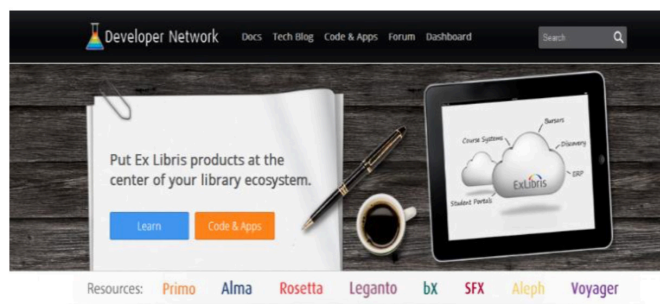 Developer Network Docs Tech Blog Code & Apps Forum Dashboard Search
Put Ex Libris products at the
center of your library ecosystem.
Learn Code & Apps
Course Systems
Bursars
Discovery
ERP
ExLibris
Student Portals
Resources: Primo Alma Rosetta Leganto bX SFX Aleph Voyager